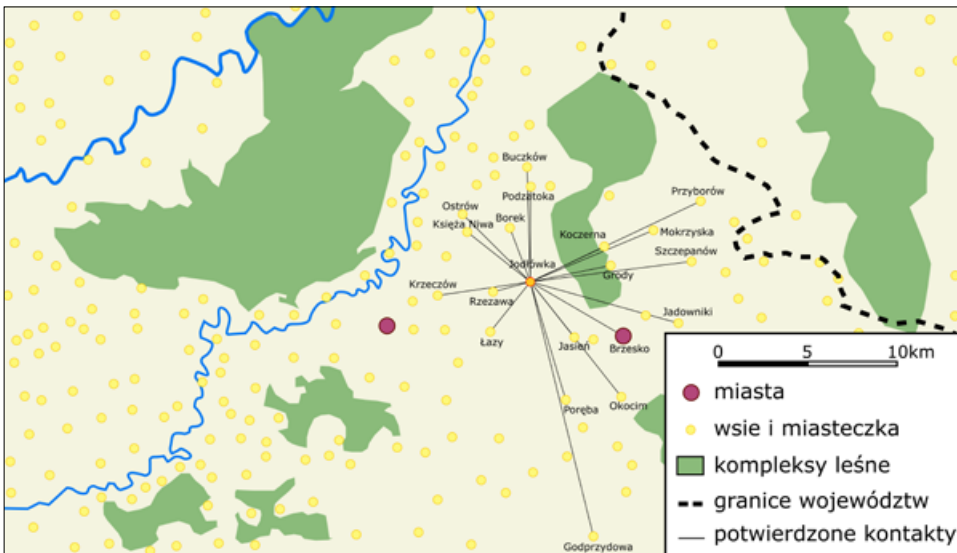 Buczków
Podzatoka
Przyborów
Ostrów
Księża Niwa
Borek
Koczerna
Mokrzyska
Szczepanów
Jodłówka
Grody
Krzeczów
Rzezawa
Jadowniki
Łazy
Jasień
Brzesko
Poręba
Okocim
Godprzydowa
0 5 10km
miasta
wsie i miasteczka
kompleksy leśne
granice województw
potwierdzone kontakty